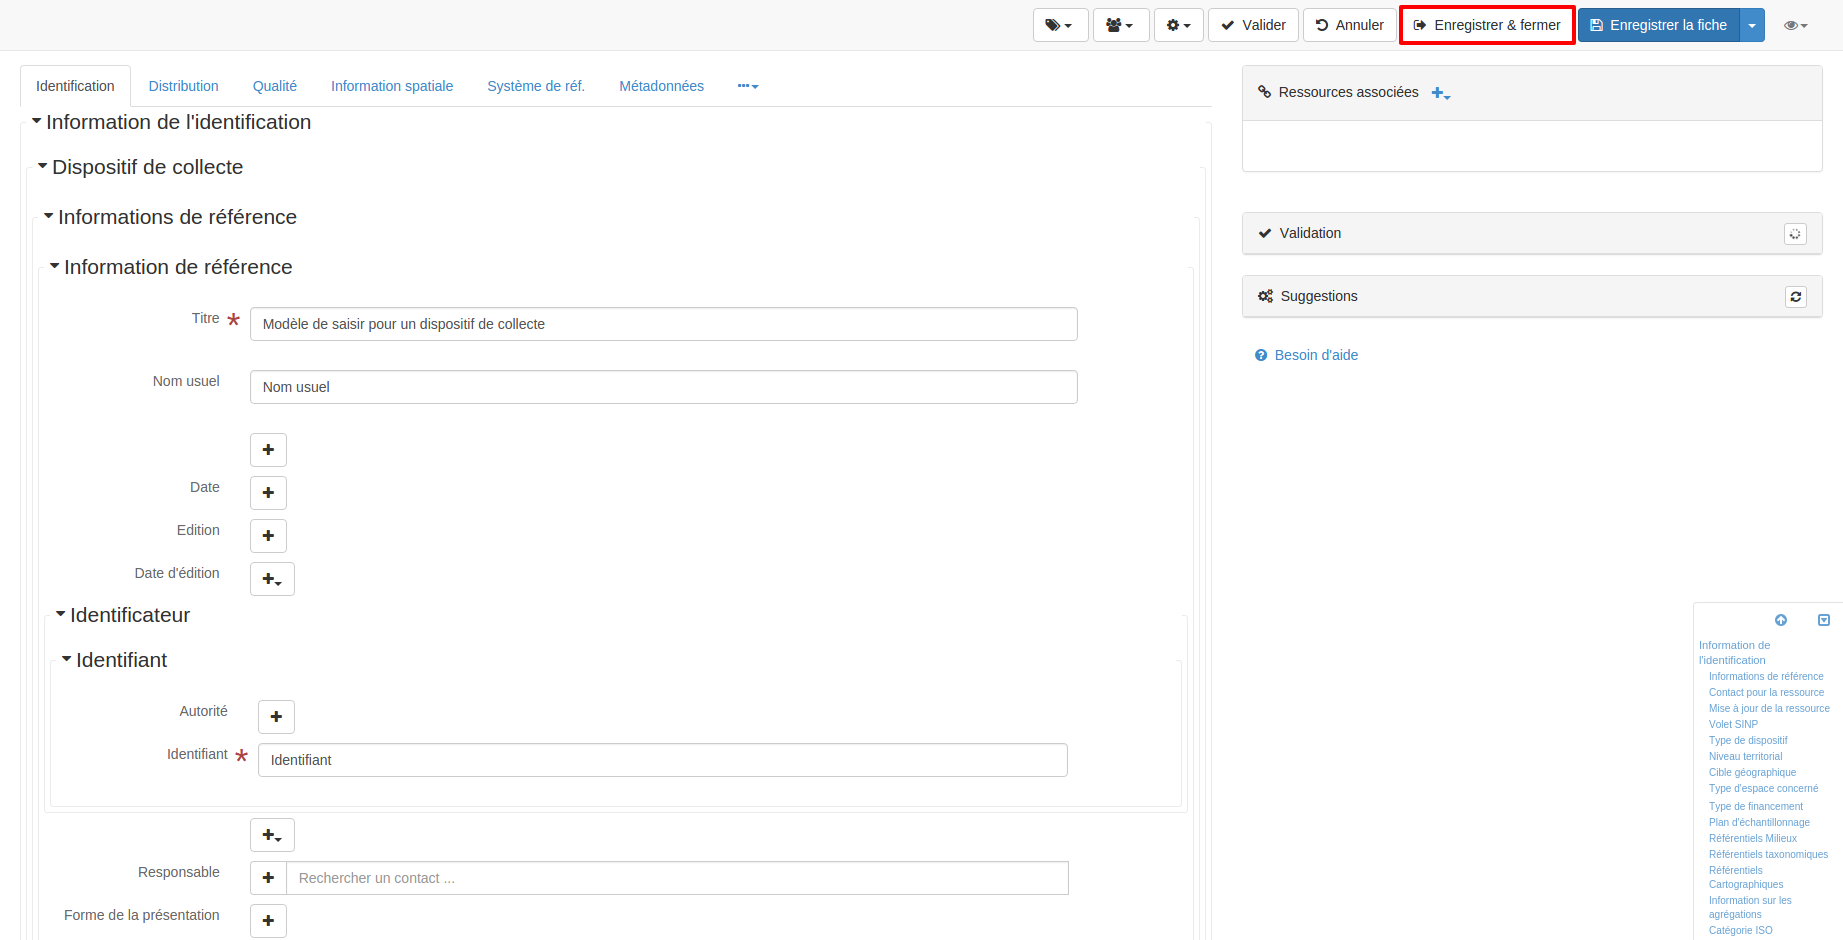 Valider
Annuler
Enregistrer & fermer
Enregistrer la fiche
Identification
Distribution
Qualité
Information spatiale
Système de réf.
Métadonnées
Information de l'identification
Dispositif de collecte
Informations de référence
Information de référence
Titre *
Modèle de saisir pour un dispositif de collecte
Nom usuel
Nom usuel
Date
Edition
Date d'édition
Identificateur
Identifiant
Autorité
Identifiant *
Identifiant
Responsable
Rechercher un contact ...
Forme de la présentation
Ressources associées
Validation
Suggestions
Besoin d'aide
Information de
l'identification
Informations de référence
Contact pour la ressource
Mise à jour de la ressource
Volet SINP
Type de dispositif
Niveau territorial
Cible géographique
Type d'espace concerné
Type de financement
Plan d'échantillonnage
Référentiels Milieux
Référentiels taxonomiques
Référentiels
Cartographiques
Information sur les
agrégations
Catégorie ISO